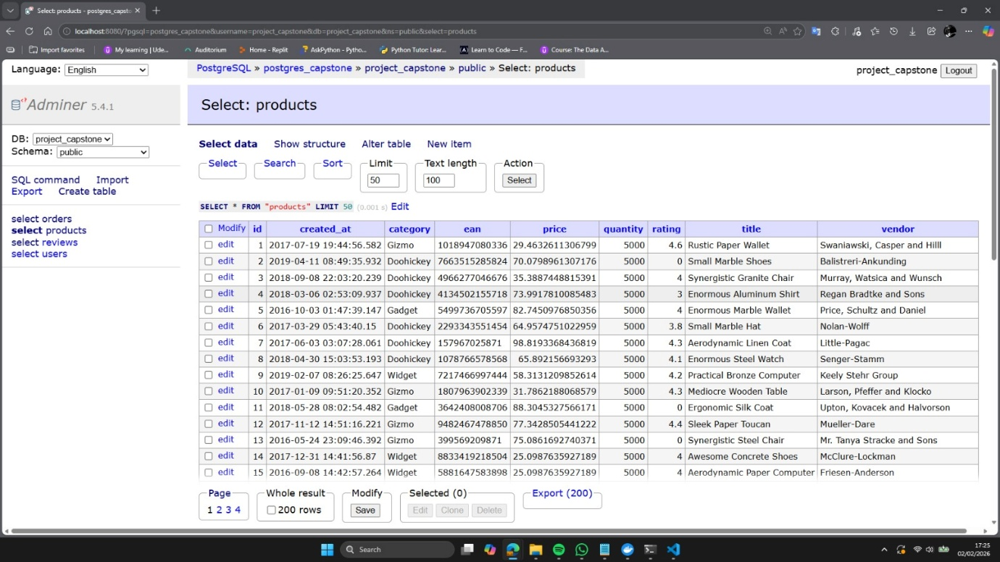 Select: products - postgres_capsto
localhost:8080/?pgsql=postgres_capstone&username=project_capstone&db=project_capstone&ns=public&select=products
Import favorites My learning | Ude... Auditorium Home - Replit AskPython - Pytho... Python Tutor: Lear... Learn to Code — F... Course: The Data A...
Language: English
PostgreSQL » postgres_capstone » project_capstone » public » Select: products
project_capstone Logout
Adminer 5.4.1
Select: products
DB: project_capstone
Schema: public
SQL command Import
Export Create table
select orders
select products
select reviews
select users
Select data Show structure Alter table New item
Select Search Sort Limit Text length Action
50 100 Select
SELECT * FROM "products" LIMIT 50 (0.001 s) Edit
Modify id created_at category ean price quantity rating title vendor
edit 1 2017-07-19 19:44:56.582 Gizmo 1018947080336 29.4632611306799 5000 4.6 Rustic Paper Wallet Swaniawski, Casper and Hilll
edit 2 2019-04-11 08:49:35.932 Doohickey 7663515285824 70.0798961307176 5000 0 Small Marble Shoes Balistreri-Ankunding
edit 3 2018-09-08 22:03:20.239 Doohickey 4966277046676 35.3887448815391 5000 4 Synergistic Granite Chair Murray, Watsica and Wunsch
edit 4 2018-03-06 02:53:09.937 Doohickey 4134502155718 73.9917810085483 5000 3 Enormous Aluminum Shirt Regan Bradtke and Sons
edit 5 2016-10-03 01:47:39.147 Gadget 5499736705597 82.7450976850356 5000 4 Enormous Marble Wallet Price, Schultz and Daniel
edit 6 2017-03-29 05:43:40.15 Doohickey 2293343551454 64.9574751022959 5000 3.8 Small Marble Hat Nolan-Wolff
edit 7 2017-06-03 03:07:28.061 Doohickey 157967025871 98.8193368436819 5000 4.3 Aerodynamic Linen Coat Little-Pagac
edit 8 2018-04-30 15:03:53.193 Doohickey 1078766578568 65.892156693293 5000 4.1 Enormous Steel Watch Senger-Stamm
edit 9 2019-02-07 08:26:25.647 Widget 7217466997444 58.3131209852614 5000 4.2 Practical Bronze Computer Keely Stehr Group
edit 10 2017-01-09 09:51:20.352 Gizmo 1807963902339 31.7862188068579 5000 4.3 Mediocre Wooden Table Larson, Pfeffer and Klocko
edit 11 2018-05-28 08:02:54.482 Gadget 3642408008706 88.3045327566171 5000 0 Ergonomic Silk Coat Upton, Kovacek and Halvorson
edit 12 2017-11-12 14:51:16.221 Gizmo 9482467478850 77.3428505441222 5000 4.4 Sleek Paper Toucan Mueller-Dare
edit 13 2016-05-24 23:09:46.392 Gizmo 399569209871 75.0861692740371 5000 0 Synergistic Steel Chair Mr. Tanya Stracke and Sons
edit 14 2017-12-31 14:41:56.87 Widget 8833419218504 25.0987635927189 5000 4 Awesome Concrete Shoes McClure-Lockman
edit 15 2016-09-08 14:42:57.264 Widget 5881647583898 25.0987635927189 5000 4 Aerodynamic Paper Computer Friesen-Anderson
Page Whole result Modify Selected (0) Export (200)
1 2 3 4 200 rows Save Edit Clone Delete
Search
17:25
02/02/2026